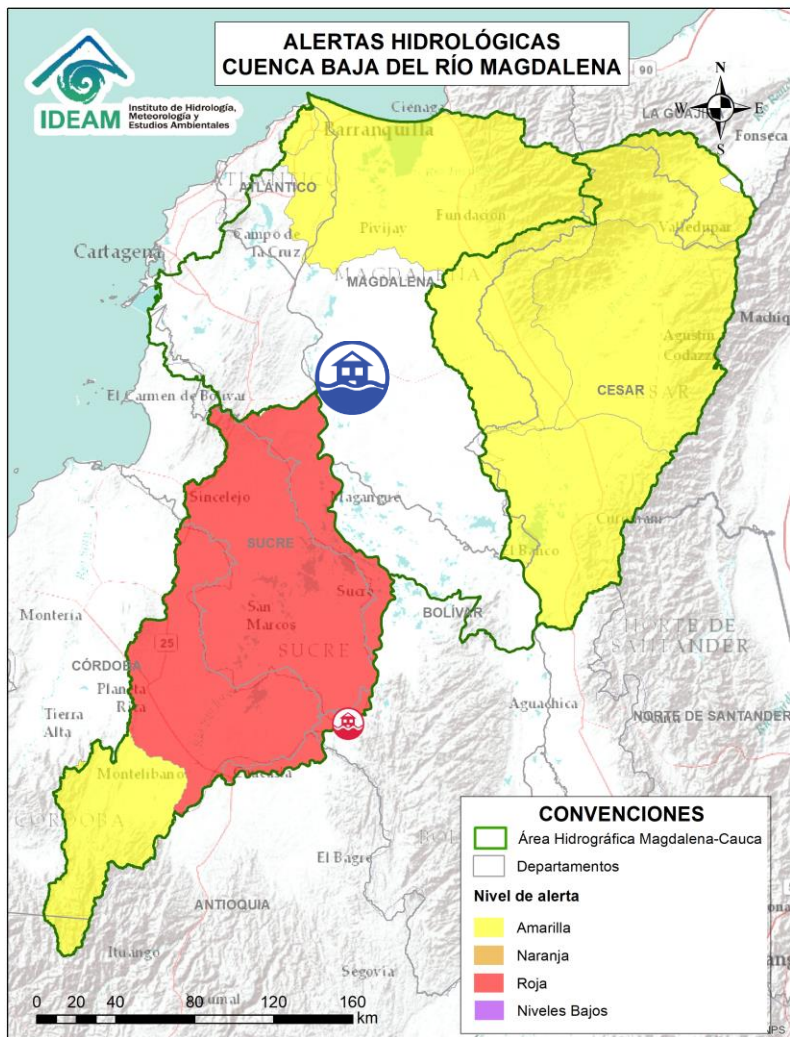 ALERTAS HIDROLÓGICAS
CUENCA BAJA DEL RÍO MAGDALENA
IDEAM
Instituto de Hidrología,
Meteorología y
Estudios Ambientales
N
W
E
S
90
Ciénaga
LA GUAJIRA
Fonseca
Barranquilla
ATLÁNTICO
Pivijay
Fundación
Valledupar
Campo de
la Cruz
Cartagena
MAGDALENA
Machiq
Agustín
Codazzi
CESAR
El Carmen de Bolívar
Sincelejo
Magangué
Curumaní
SUCRE
El Banco
Sucre
BOLÍVAR
San
Marcos
SUCRE
Montería
NORTE DE
SANTANDER
25
CÓRDOBA
Planeta
Rica
Aguachica
Tierra
Alta
NORTE DE SANTANDER
Montelíbano
CÓRDOBA
El Bagre
ANTIOQUIA
Ituango
Segovia
0 20 40 80 120 160
km
CONVENCIONES
Área Hidrográfica Magdalena-Cauca
Departamentos
Nivel de alerta
Amarilla
Naranja
Roja
Niveles Bajos